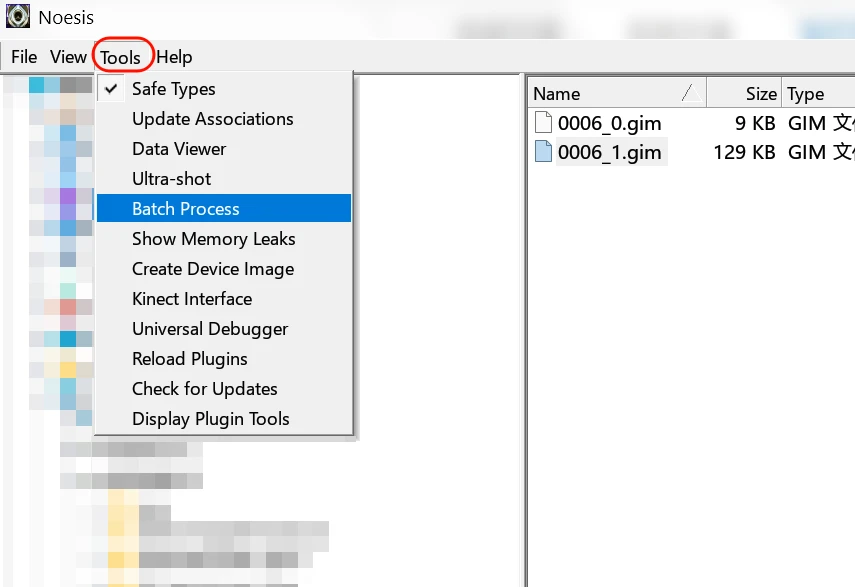 Noesis
File View Tools Help
Safe Types
Update Associations
Data Viewer
Ultra-shot
Batch Process
Show Memory Leaks
Create Device Image
Kinect Interface
Universal Debugger
Reload Plugins
Check for Updates
Display Plugin Tools
Name Size Type
0006_0.gim 9 KB GIM 文
0006_1.gim 129 KB GIM 文